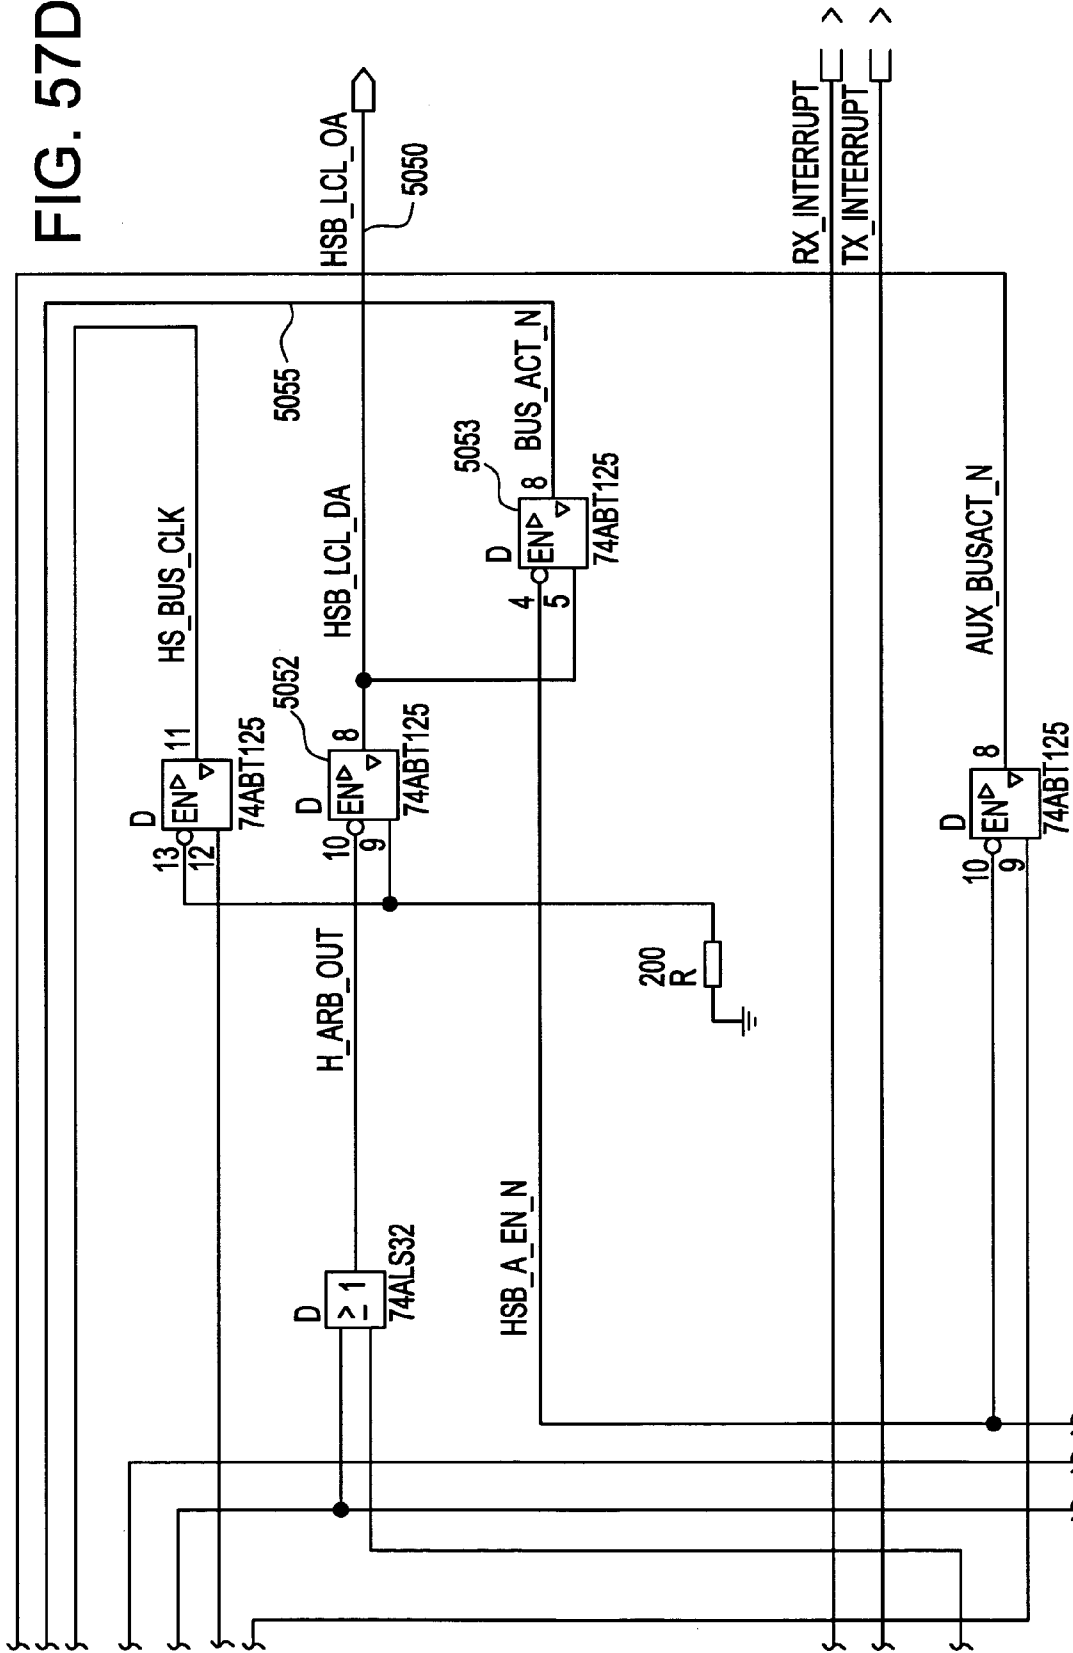 FIG. 57D
HS_BUS_CLK
D
EN
13
12
11
74ABT125
HSB_LCL_OA
5050
5055
HSB_LCL_DA
5052
D
EN
10
9
8
74ABT125
H_ARB_OUT
D
>_1
74ALS32
BUS_ACT_N
5053
D
EN
4
5
8
74ABT125
HSB_A_EN_N
200
R
RX_INTERRUPT
TX_INTERRUPT
AUX_BUSACT_N
D
EN
10
9
8
74ABT125